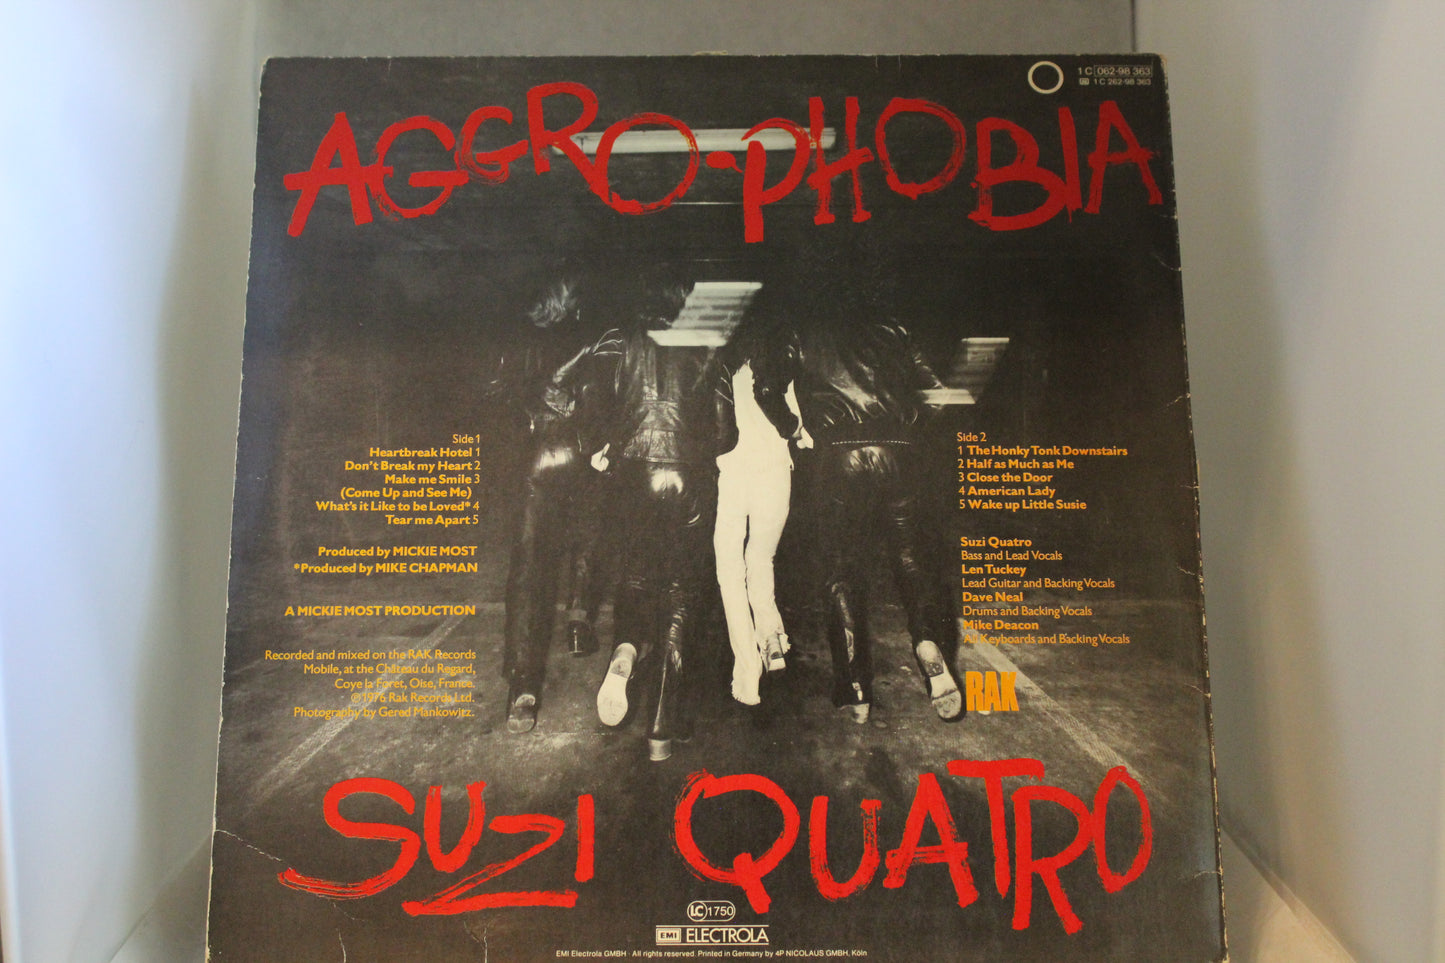 1C 062-98 363
1C 262-98 363
AGGRO-PHOBIA
Side 1
Heartbreak Hotel 1
Don't Break my Heart 2
Make me Smile 3
(Come Up and See Me)
What's it Like to be Loved* 4
Tear me Apart 5
Produced by MICKIE MOST
*Produced by MIKE CHAPMAN
A MICKIE MOST PRODUCTION
Recorded and mixed on the RAK Records
Mobile, at the Château du Regard,
Coye la Foret, Oise, France.
©1976 Rak Records Ltd.
Photography by Gered Mankowitz.
Side 2
1 The Honky Tonk Downstairs
2 Half as Much as Me
3 Close the Door
4 American Lady
5 Wake up Little Susie
Suzi Quatro
Bass and Lead Vocals
Len Tuckey
Lead Guitar and Backing Vocals
Dave Neal
Drums and Backing Vocals
Mike Deacon
All Keyboards and Backing Vocals
RAK
SUZI QUATRO
LC 1750
EMI ELECTROLA
EMI Electrola GMBH · All rights reserved. Printed in Germany by 4P NICOLAUS GMBH, Köln